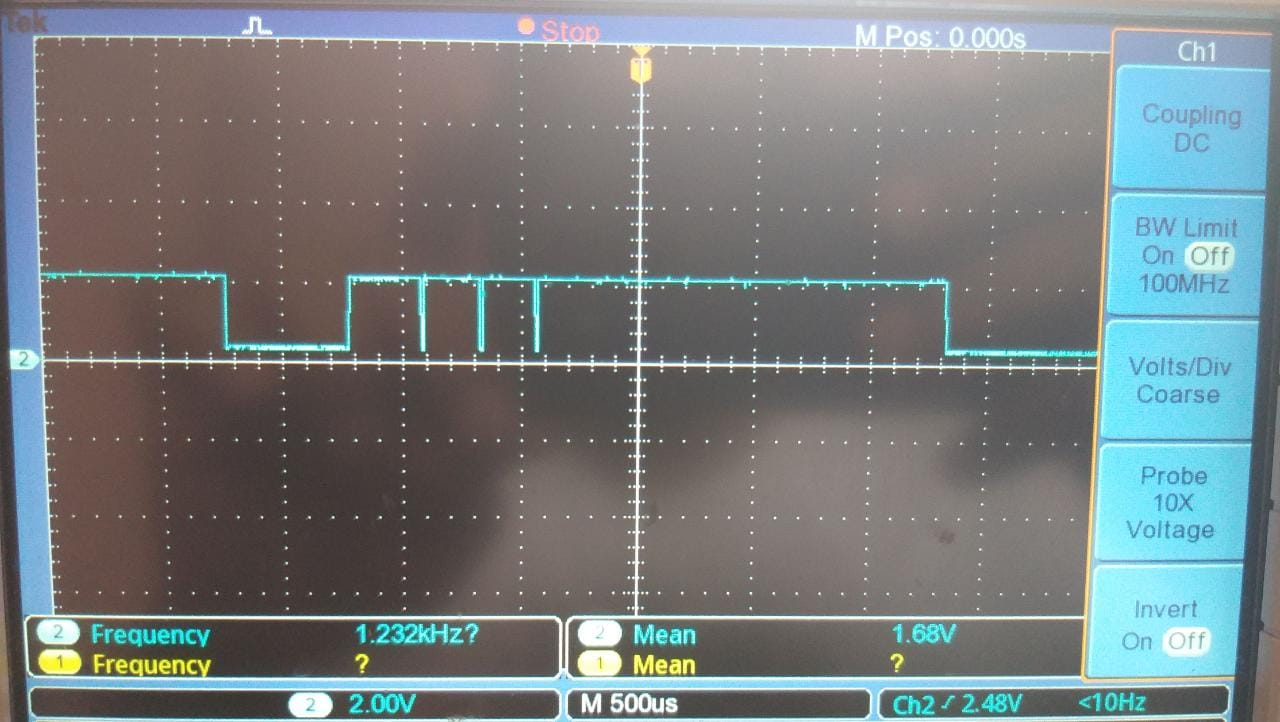 Tek
Stop
M Pos: 0.000s
Ch1
T
Coupling
DC
BW Limit
On Off
100MHz
2
Volts/Div
Coarse
Probe
10X
Voltage
Invert
On Off
2 Frequency 1.232kHz?
1 Frequency ?
2 Mean 1.68V
1 Mean ?
2 2.00V
M 500us
Ch2 / 2.48V <10Hz